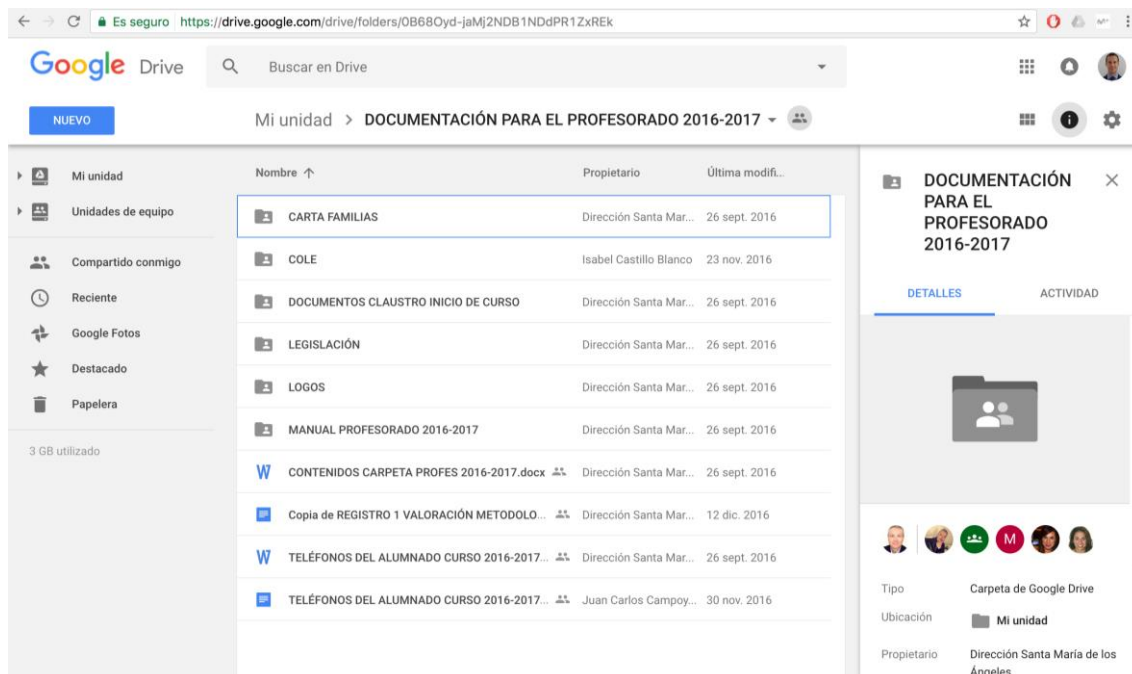 Es seguro https://drive.google.com/drive/folders/0B68Oyd-jaMj2NDB1NDdPR1ZxREk
Google Drive Buscar en Drive
NUEVO Mi unidad > DOCUMENTACIÓN PARA EL PROFESORADO 2016-2017
Mi unidad
Unidades de equipo
Compartido conmigo
Reciente
Google Fotos
Destacado
Papelera
3 GB utilizado
Nombre ↑ Propietario Última modifi...
CARTA FAMILIAS Dirección Santa Mar... 26 sept. 2016
COLE Isabel Castillo Blanco 23 nov. 2016
DOCUMENTOS CLAUSTRO INICIO DE CURSO Dirección Santa Mar... 26 sept. 2016
LEGISLACIÓN Dirección Santa Mar... 26 sept. 2016
LOGOS Dirección Santa Mar... 26 sept. 2016
MANUAL PROFESORADO 2016-2017 Dirección Santa Mar... 26 sept. 2016
W CONTENIDOS CARPETA PROFES 2016-2017.docx Dirección Santa Mar... 26 sept. 2016
Copia de REGISTRO 1 VALORACIÓN METODOLO... Dirección Santa Mar... 12 dic. 2016
W TELÉFONOS DEL ALUMNADO CURSO 2016-2017... Dirección Santa Mar... 26 sept. 2016
TELÉFONOS DEL ALUMNADO CURSO 2016-2017... Juan Carlos Campoy... 30 nov. 2016
DOCUMENTACIÓN
PARA EL
PROFESORADO
2016-2017
DETALLES ACTIVIDAD
M
Tipo Carpeta de Google Drive
Ubicación Mi unidad
Propietario Dirección Santa María de los
Ángeles